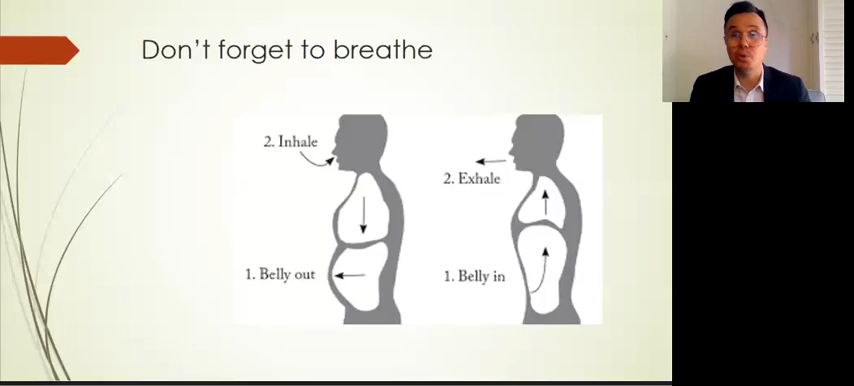 Don't forget to breathe
2. Inhale
2. Exhale
1. Belly out
1. Belly in